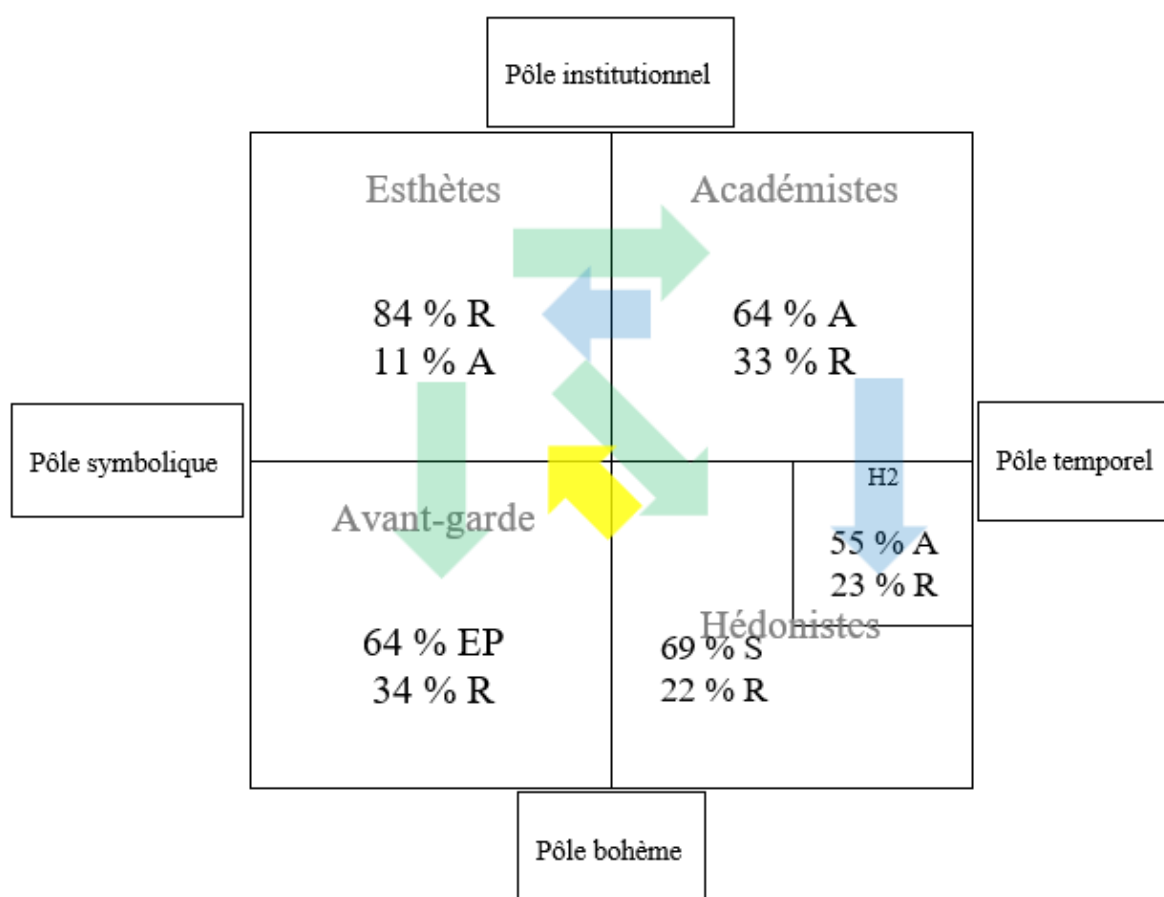 Pôle institutionnel
Esthètes
Académistes
84 % R
11 % A
64 % A
33 % R
Pôle symbolique
Pôle temporel
H2
Avant-garde
55 % A
23 % R
Hédonistes
64 % EP
34 % R
69 % S
22 % R
Pôle bohème